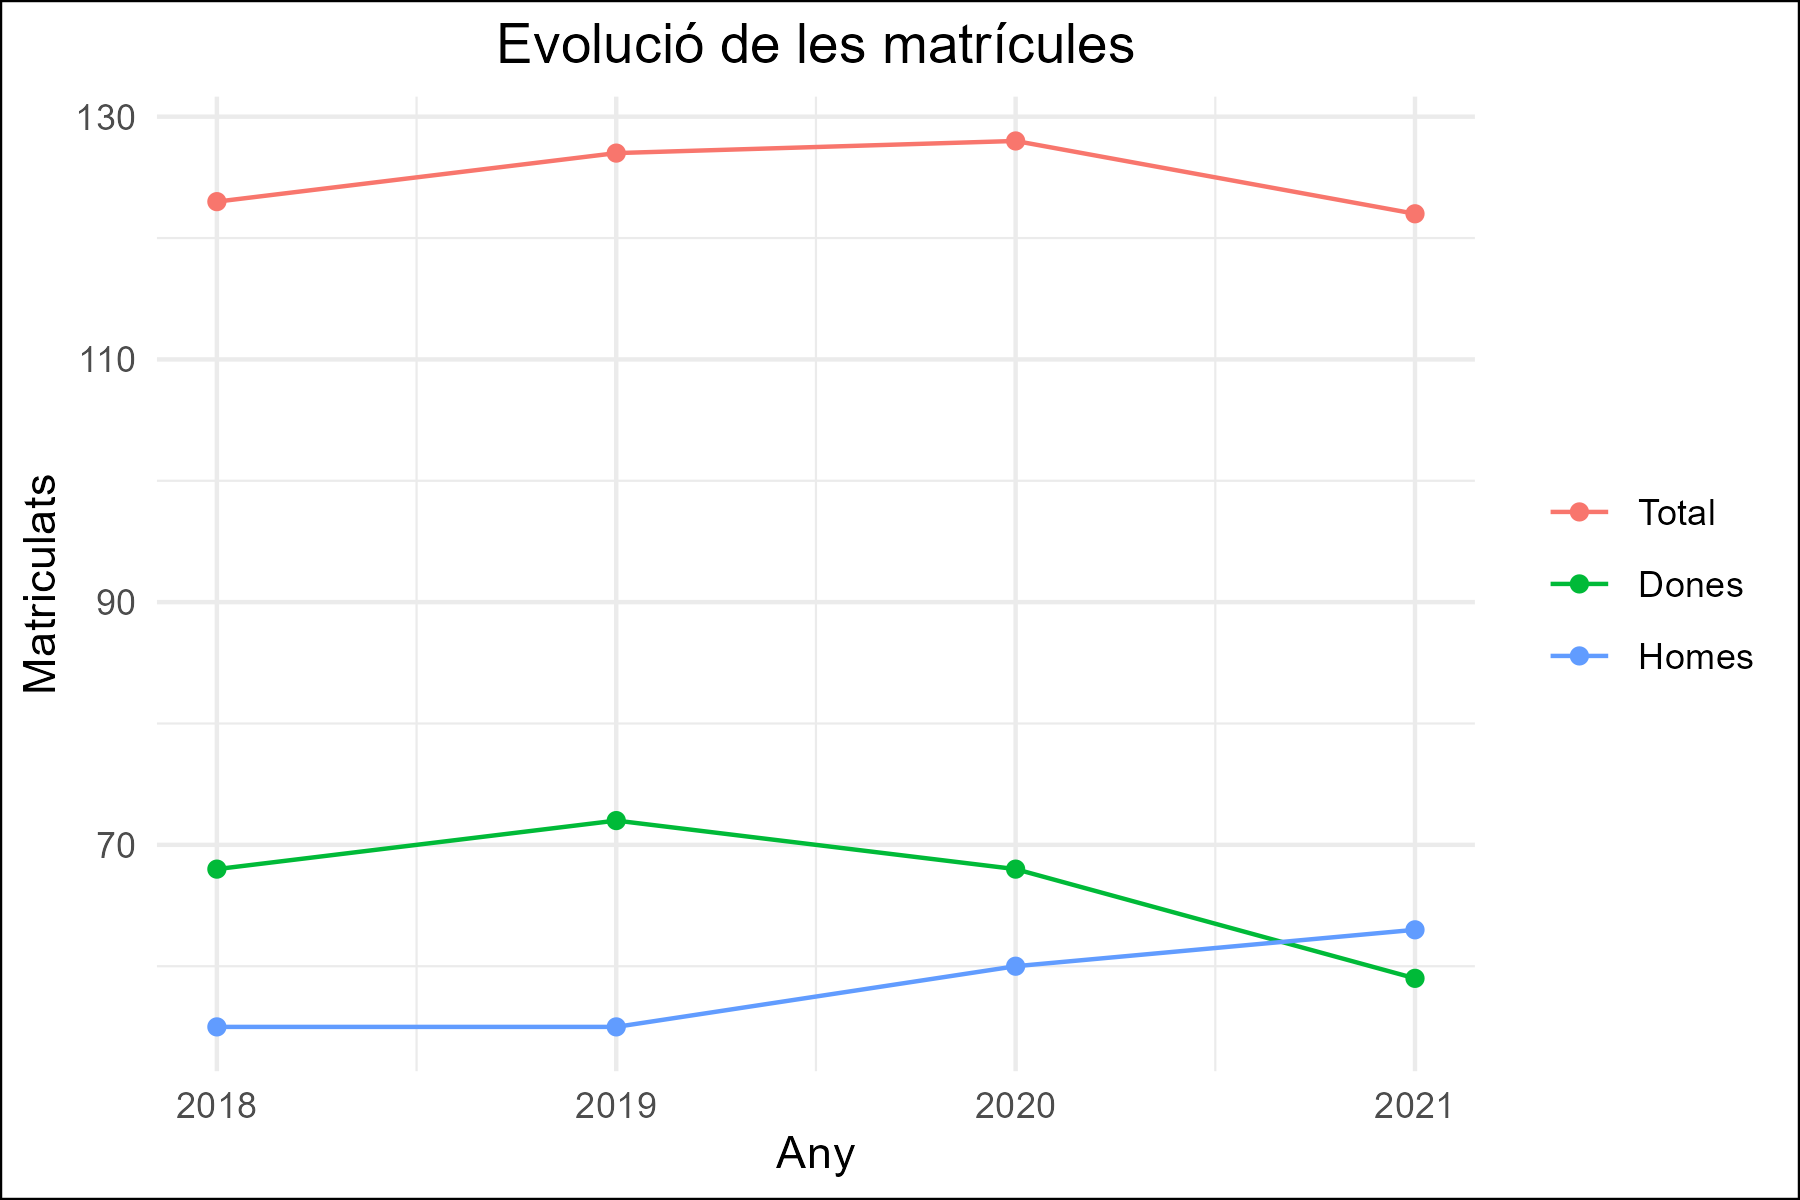 Evolució de les matrícules
130
110
90
70
Matriculats
2018 2019 2020 2021
Any
Total
Dones
Homes